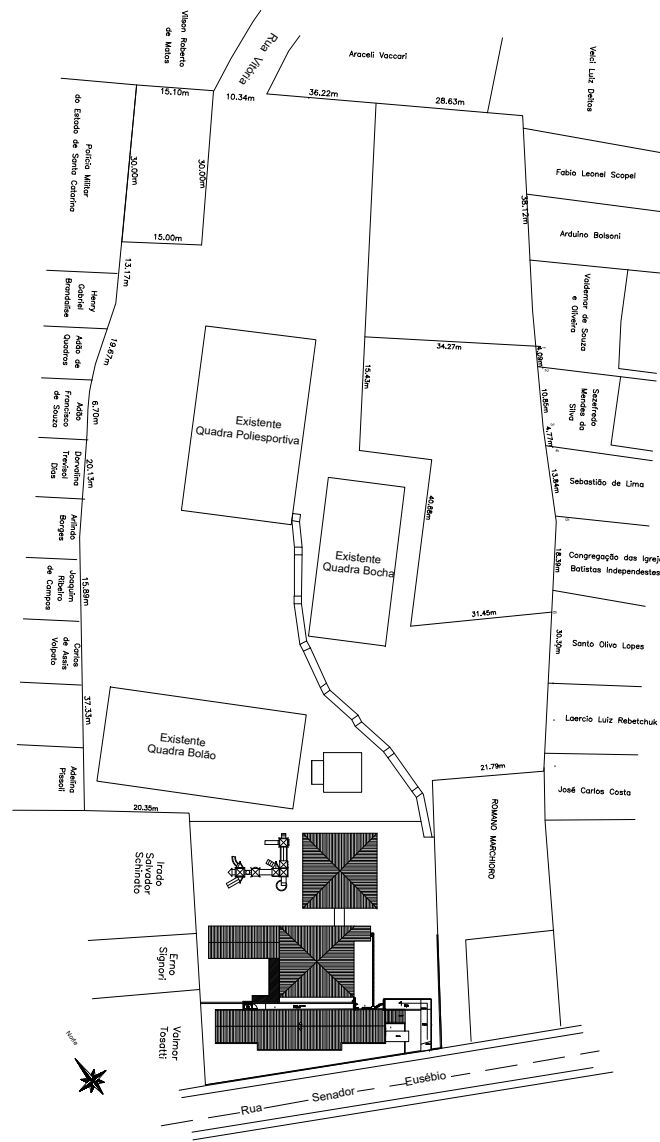 Vilson Roberto
de Matos
Rua Vitória
Araceli Vaccari
Velci Luiz Deltos
15.10m
10.34m
36.22m
28.63m
Polícia Militar
do Estado de Santa Catarina
30.00m
30.00m
15.00m
38.12m
Fabio Leonel Scopel
Arduino Bolsoni
13.17m
Henry
Gabriel
Brandalise
Valdemar de Souza
e Oliveira
19.67m
Adão de
Quadros
34.27m
4.09m
15.43m
6.70m
Adão
Francisco
de Souza
10.85m
Sezefredo
Mendes da
Silva
4.77m
Existente
Quadra Poliesportiva
20.13m
Dorvalina
Trevisol
Dias
13.84m
Sebastião de Lima
40.88m
Arlindo
Borges
Existente
Quadra Bocha
18.39m
Congregação das Igrej
Batistas Independestes
15.89m
Joaquim
Ribeiro
de Campos
31.45m
Carlos
de Assis
Volpato
30.30m
Santo Olivo Lopes
37.33m
Laercio Luiz Rebetchuk
Existente
Quadra Bolão
Adelina
Pissoli
21.79m
José Carlos Costa
20.35m
ROMANO MARCHIORO
Irado
Salvador
Schinato
Erno
Signori
Valmor
Tosatti
Norte
Rua Senador Eusébio